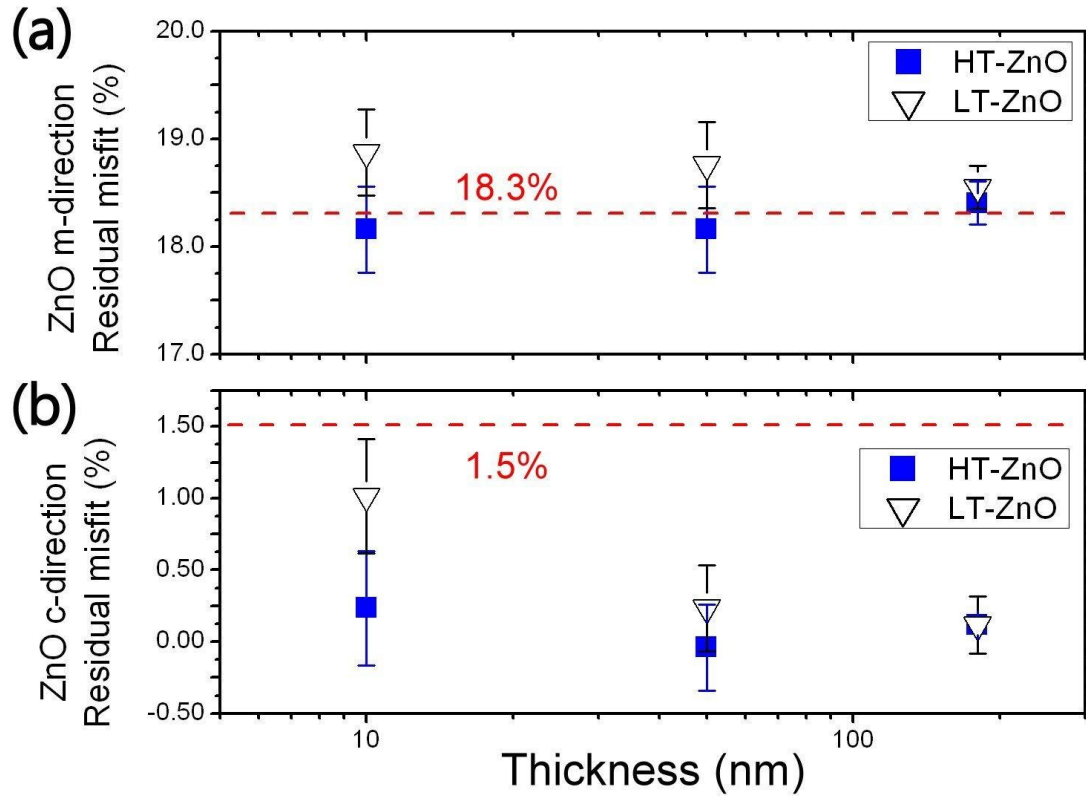 (a)
ZnO m-direction
Residual misfit (%)
20.0
19.0
18.0
17.0
18.3%
HT-ZnO
LT-ZnO
(b)
ZnO c-direction
Residual misfit (%)
1.50
1.00
0.50
0.00
-0.50
1.5%
HT-ZnO
LT-ZnO
10
100
Thickness (nm)